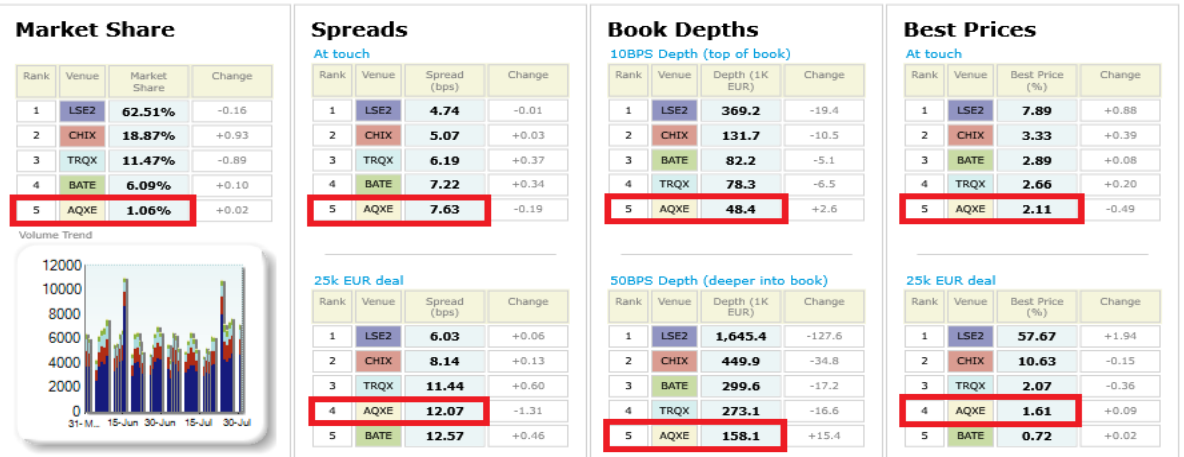 Market Share
Rank Venue Market Share Change
1 LSE2 62.51% -0.16
2 CHIX 18.87% +0.93
3 TRQX 11.47% -0.89
4 BATE 6.09% +0.10
5 AQXE 1.06% +0.02
Volume Trend
12000
10000
8000
6000
4000
2000
0
31- M... 15-Jun 30-Jun 15-Jul 30-Jul
Spreads
At touch
Rank Venue Spread (bps) Change
1 LSE2 4.74 -0.01
2 CHIX 5.07 +0.03
3 TRQX 6.19 +0.37
4 BATE 7.22 +0.34
5 AQXE 7.63 -0.19
25k EUR deal
Rank Venue Spread (bps) Change
1 LSE2 6.03 +0.06
2 CHIX 8.14 +0.13
3 TRQX 11.44 +0.60
4 AQXE 12.07 -1.31
5 BATE 12.57 +0.46
Book Depths
10BPS Depth (top of book)
Rank Venue Depth (1K EUR) Change
1 LSE2 369.2 -19.4
2 CHIX 131.7 -10.5
3 BATE 82.2 -5.1
4 TRQX 78.3 -6.5
5 AQXE 48.4 +2.6
50BPS Depth (deeper into book)
Rank Venue Depth (1K EUR) Change
1 LSE2 1,645.4 -127.6
2 CHIX 449.9 -34.8
3 BATE 299.6 -17.2
4 TRQX 273.1 -16.6
5 AQXE 158.1 +15.4
Best Prices
At touch
Rank Venue Best Price (%) Change
1 LSE2 7.89 +0.88
2 CHIX 3.33 +0.39
3 BATE 2.89 +0.08
4 TRQX 2.66 +0.20
5 AQXE 2.11 -0.49
25k EUR deal
Rank Venue Best Price (%) Change
1 LSE2 57.67 +1.94
2 CHIX 10.63 -0.15
3 TRQX 2.07 -0.36
4 AQXE 1.61 +0.09
5 BATE 0.72 +0.02